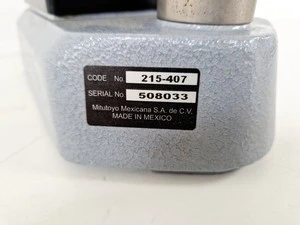 CODE No. 215-407
SERIAL No. 508033
Mitutoyo Mexicana S.A. de C.V.
MADE IN MEXICO